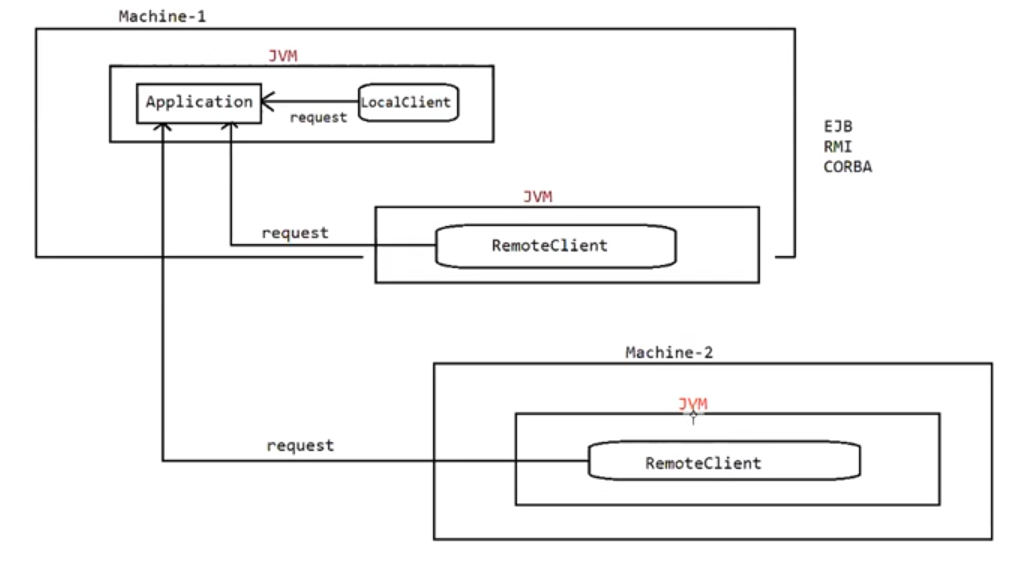 Machine-1
JVM
Application
LocalClient
request
EJB
RMI
CORBA
JVM
request
RemoteClient
Machine-2
JVM
request
RemoteClient